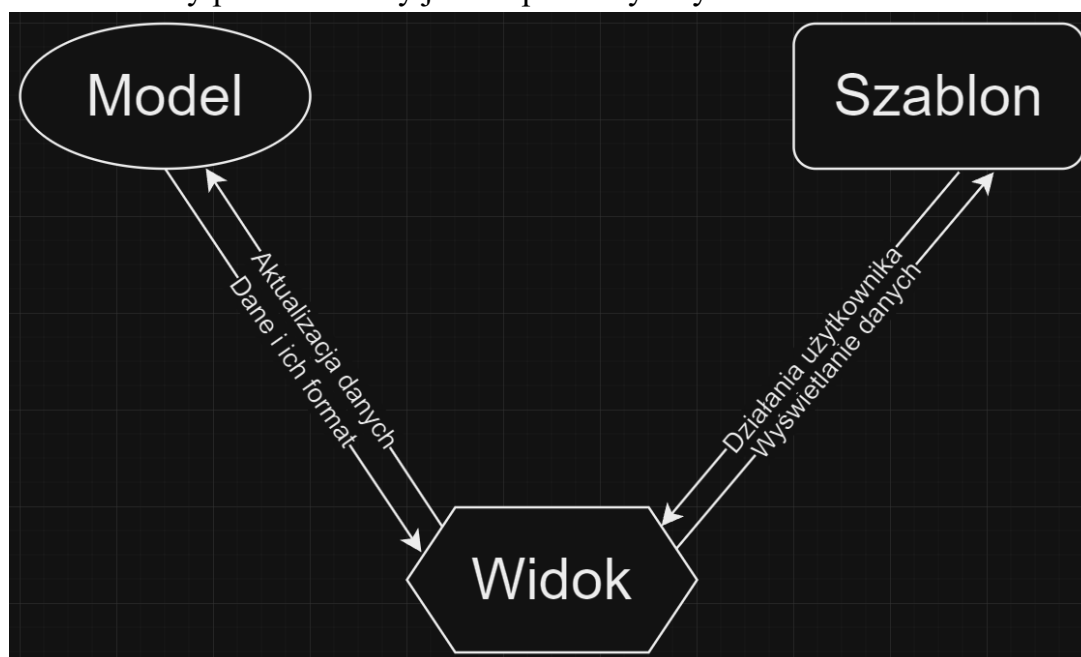 Model
Szablon
Aktualizacja danych
Dane i ich format
Działania użytkownika
Wyświetlanie danych
Widok